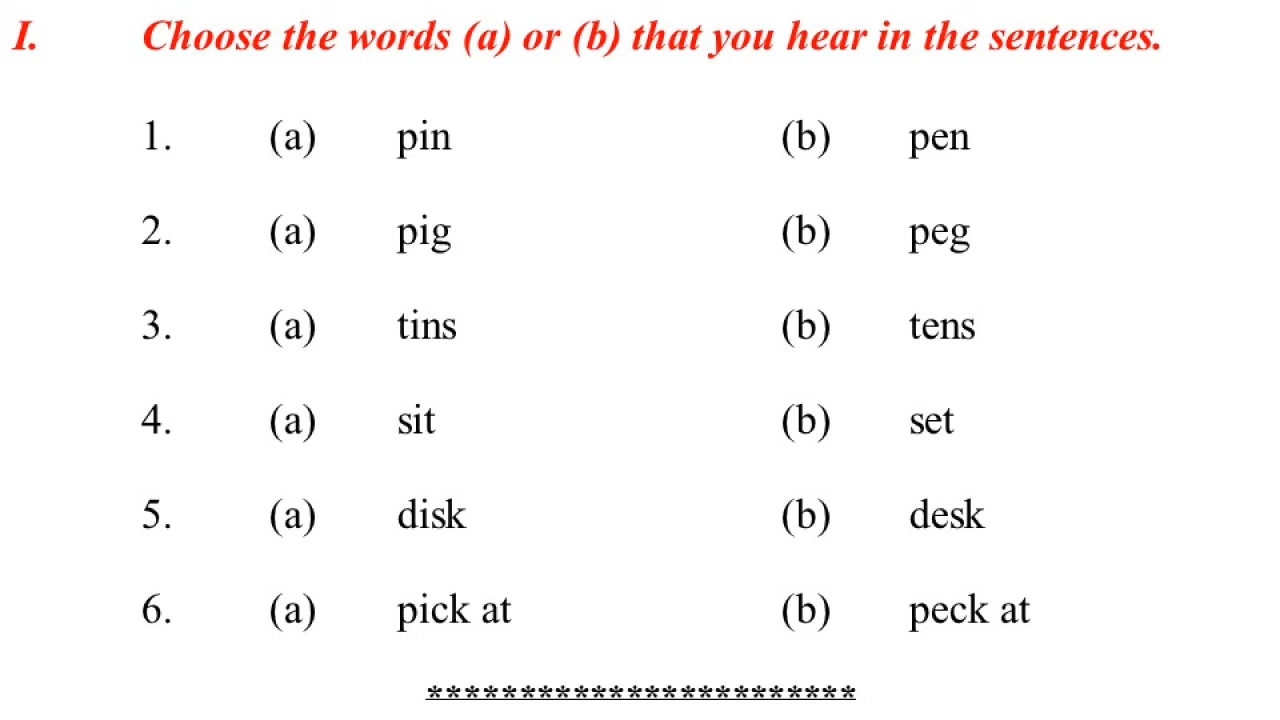 I. Choose the words (a) or (b) that you hear in the sentences.
1. (a) pin (b) pen
2. (a) pig (b) peg
3. (a) tins (b) tens
4. (a) sit (b) set
5. (a) disk (b) desk
6. (a) pick at (b) peck at
************************